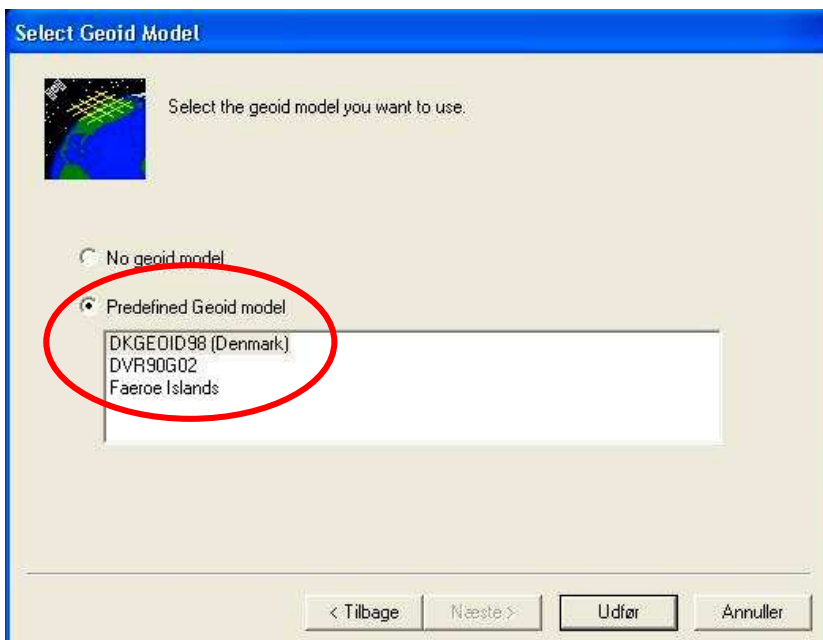 Select Geoid Model
Select the geoid model you want to use.
No geoid model
Predefined Geoid model
DKGEOID98 (Denmark)
DVR90G02
Faeroe Islands
< Tilbage
Næste >
Udfør
Annuller